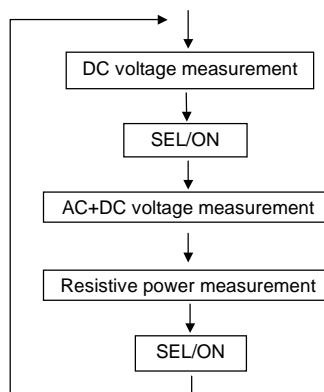 DC voltage measurement
SEL/ON
AC+DC voltage measurement
Resistive power measurement
SEL/ON